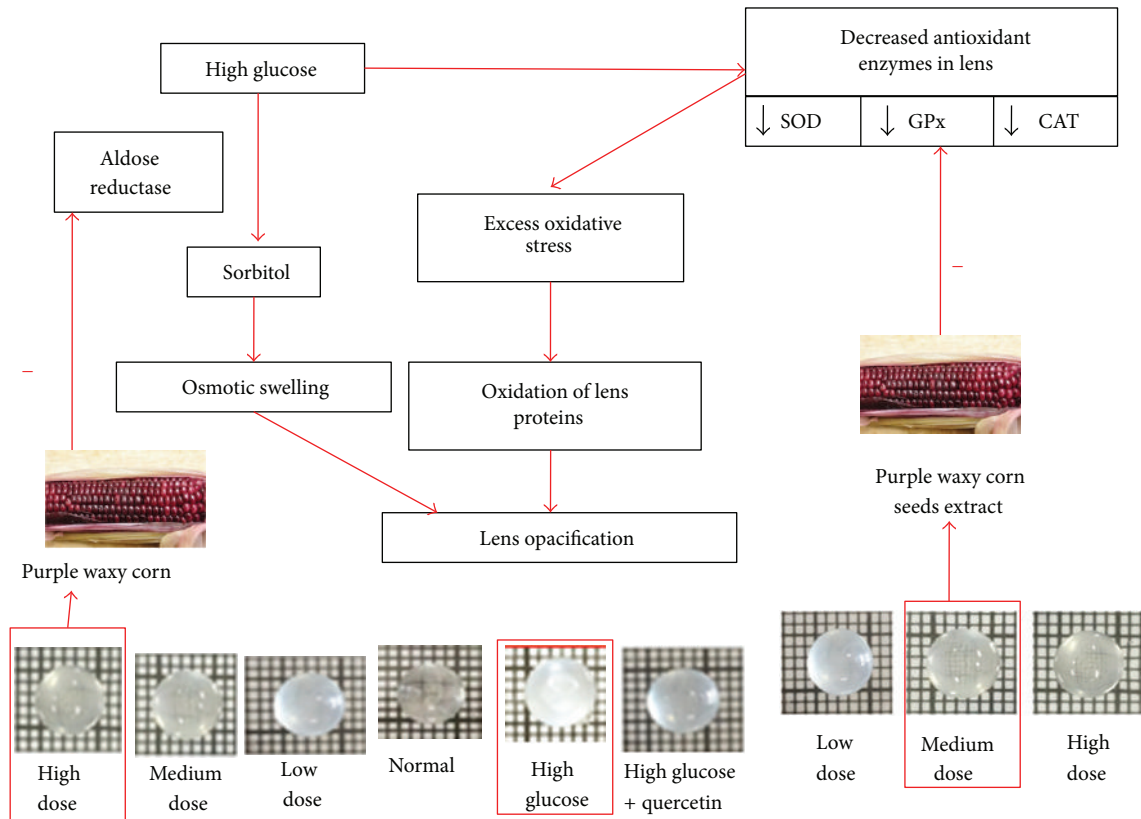 High glucose
Decreased antioxidant
enzymes in lens
↓ SOD
↓ GPx
↓ CAT
Aldose
reductase
Excess oxidative
stress
Sorbitol
–
–
Osmotic swelling
Oxidation of lens
proteins
Purple waxy corn
seeds extract
Lens opacification
Purple waxy corn
High
dose
Medium
dose
Low
dose
Normal
High
glucose
High glucose
+ quercetin
Low
dose
Medium
dose
High
dose